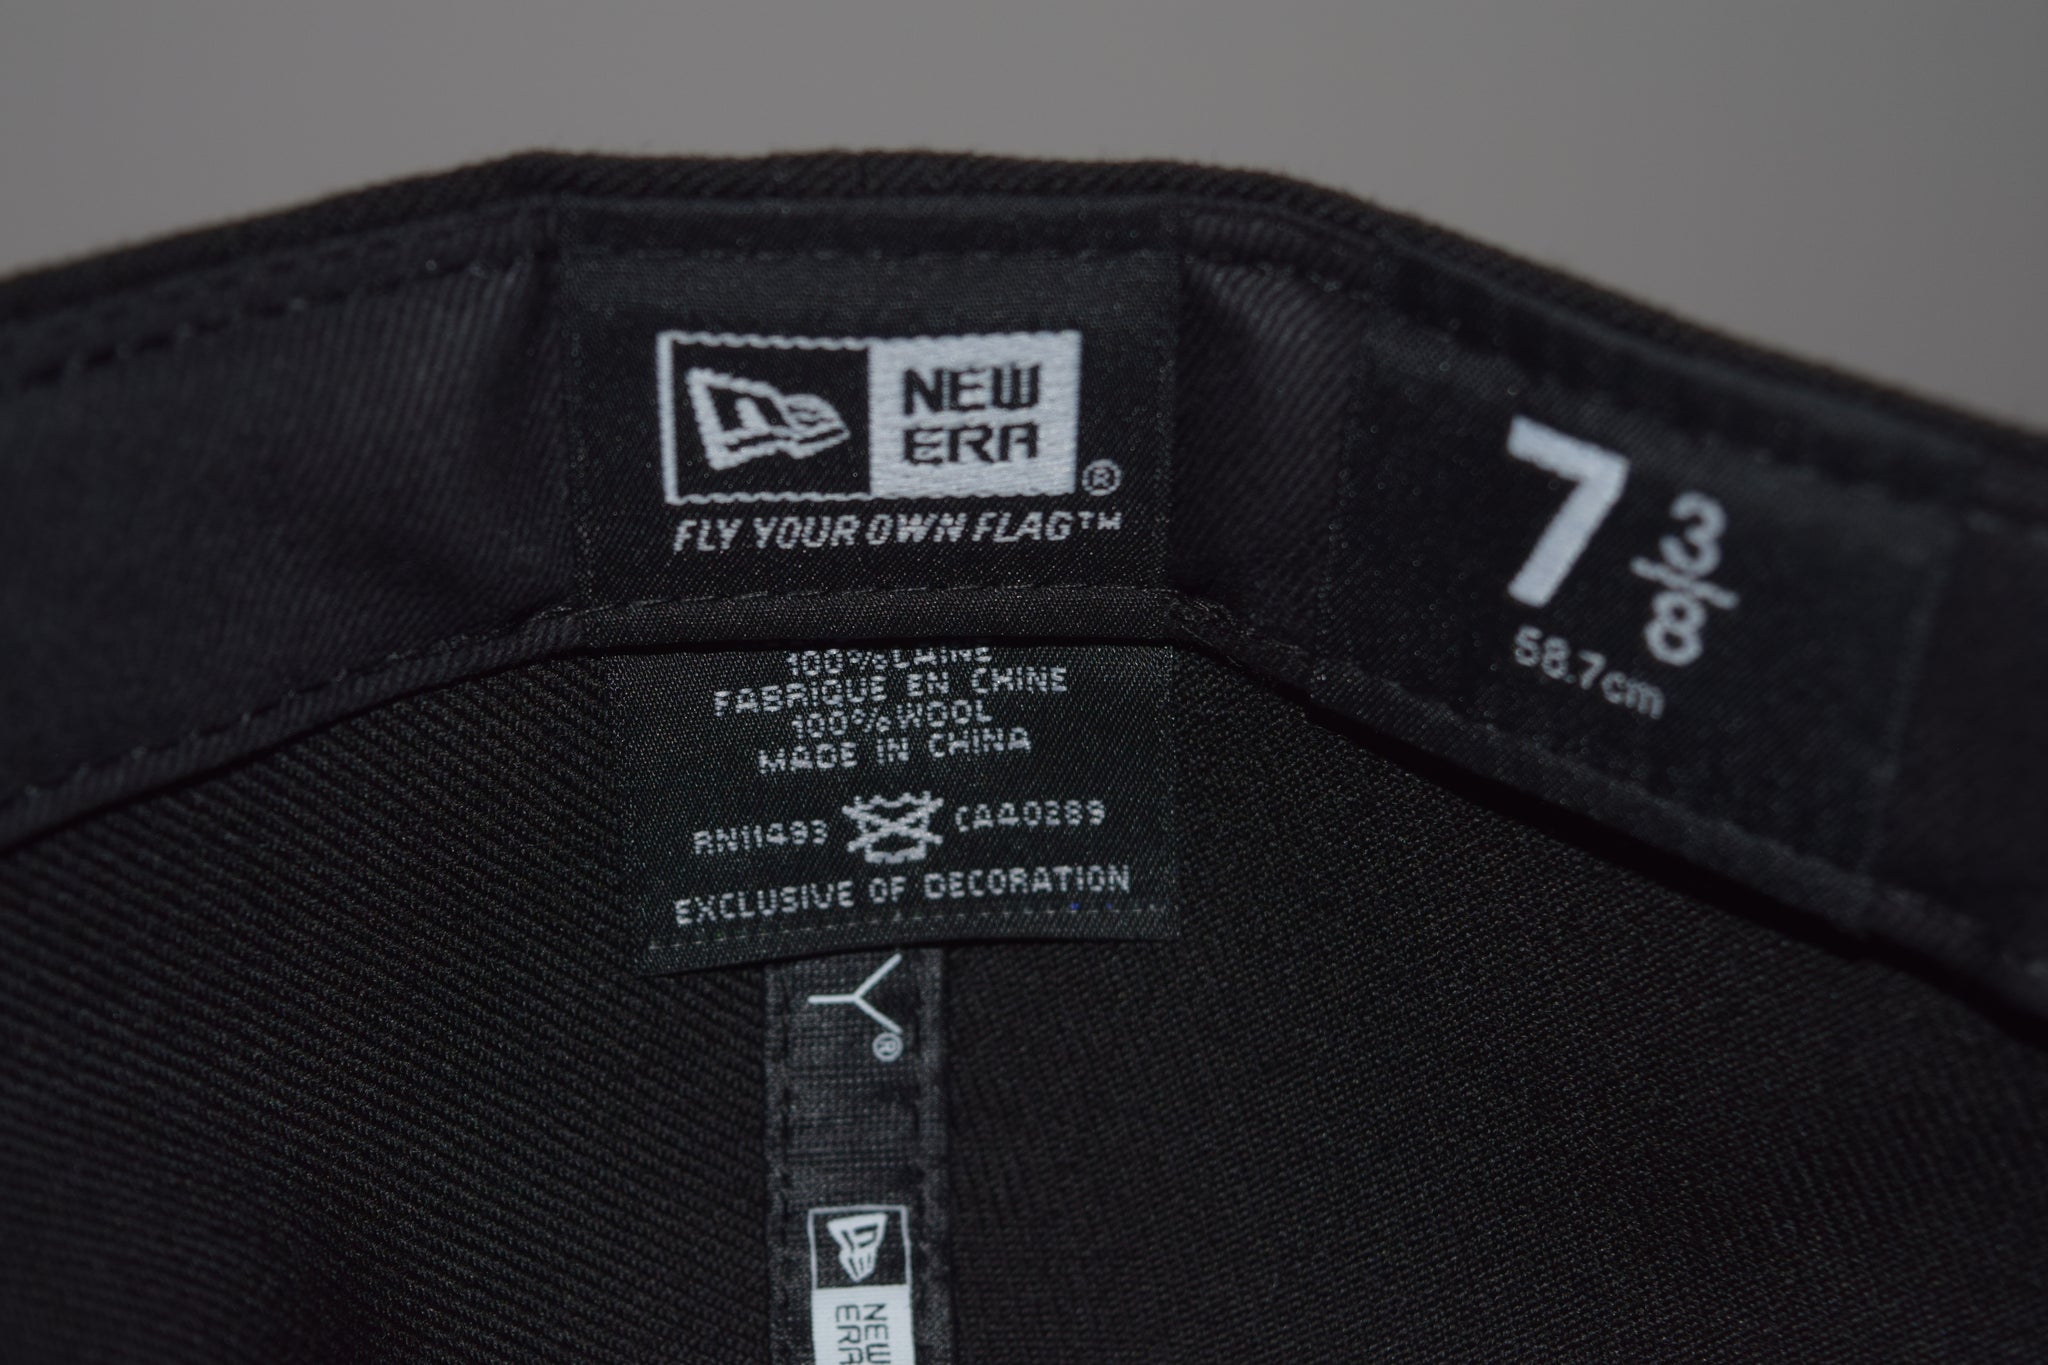 NEW
ERA
®
FLY YOUR OWN FLAG™
7 3/8
58.7cm
100% LAINE
FABRIQUE EN CHINE
100% WOOL
MADE IN CHINA
RN11493 CA40289
EXCLUSIVE OF DECORATION
Y®
NEW
ERA